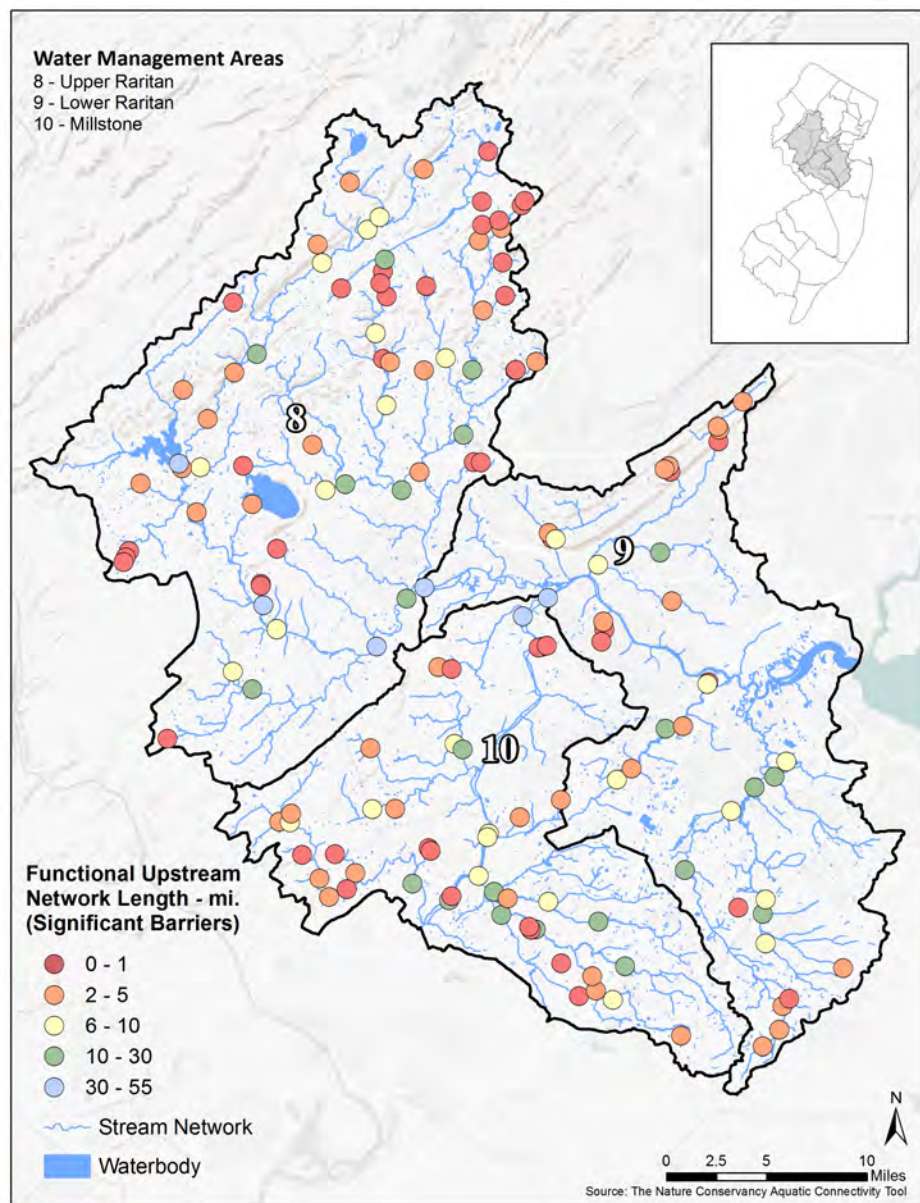 Water Management Areas
8 - Upper Raritan
9 - Lower Raritan
10 - Millstone
8
9
10
Functional Upstream
Network Length - mi.
(Significant Barriers)
0 - 1
2 - 5
6 - 10
10 - 30
30 - 55
Stream Network
Waterbody
N
0 2.5 5 10
Miles
Source: The Nature Conservancy Aquatic Connectivity Tool